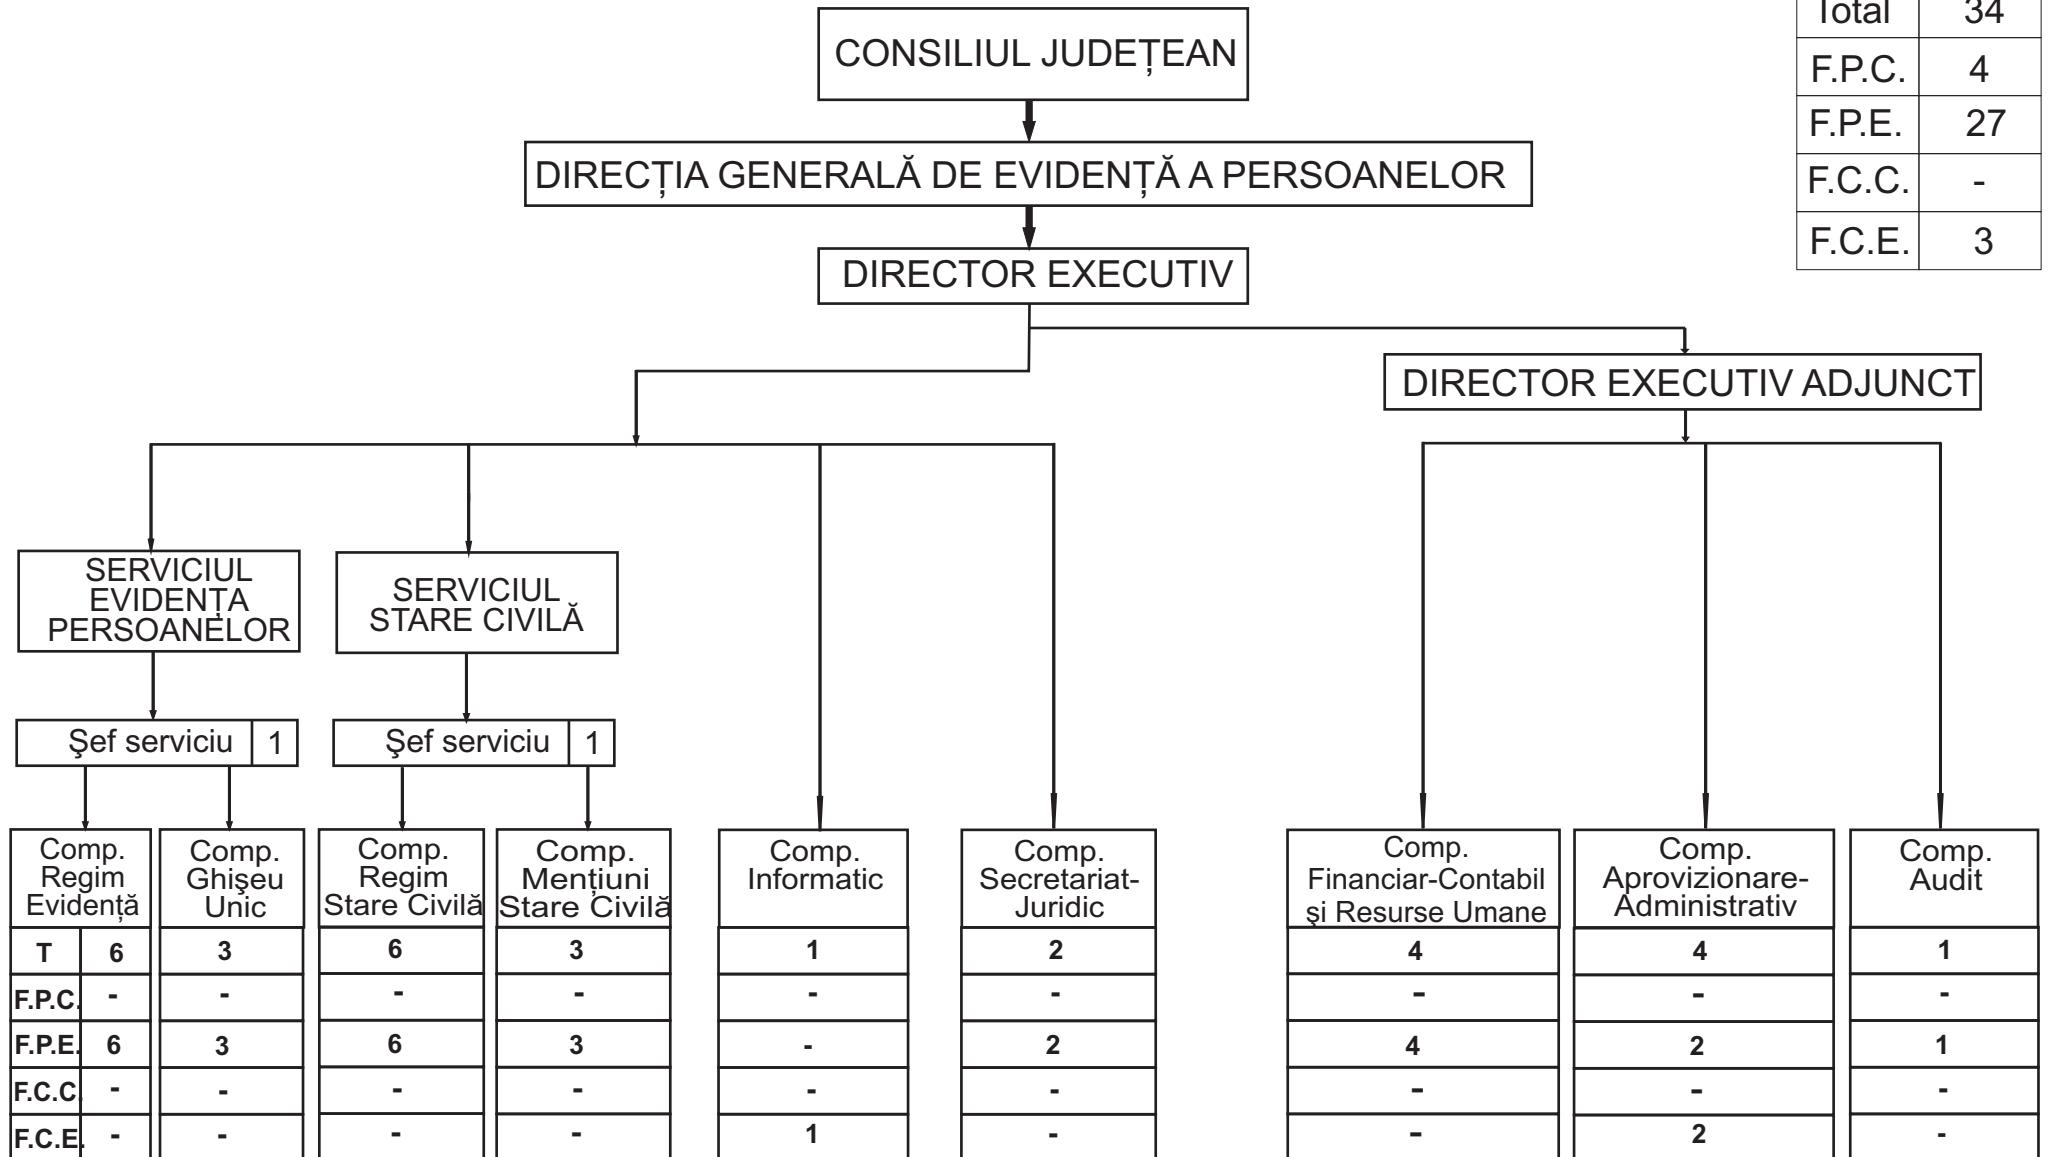 Total 34
CONSILIUL JUDEȚEAN
F.P.C. 4
F.P.E. 27
DIRECȚIA GENERALĂ DE EVIDENȚĂ A PERSOANELOR
F.C.C. -
F.C.E. 3
DIRECTOR EXECUTIV
DIRECTOR EXECUTIV ADJUNCT
SERVICIUL
EVIDENȚA
PERSOANELOR
SERVICIUL
STARE CIVILĂ
Şef serviciu 1
Şef serviciu 1
Comp.
Regim
Evidență
Comp.
Ghişeu
Unic
Comp.
Regim
Stare Civilă
Comp.
Mențiuni
Stare Civilă
Comp.
Informatic
Comp.
Secretariat-
Juridic
Comp.
Financiar-Contabil
şi Resurse Umane
Comp.
Aprovizionare-
Administrativ
Comp.
Audit
T 6 3 6 3 1 2 4 4 1
F.P.C. - - - - - - - - -
F.P.E. 6 3 6 3 - 2 4 2 1
F.C.C. - - - - - - - - -
F.C.E. - - - - 1 - - 2 -